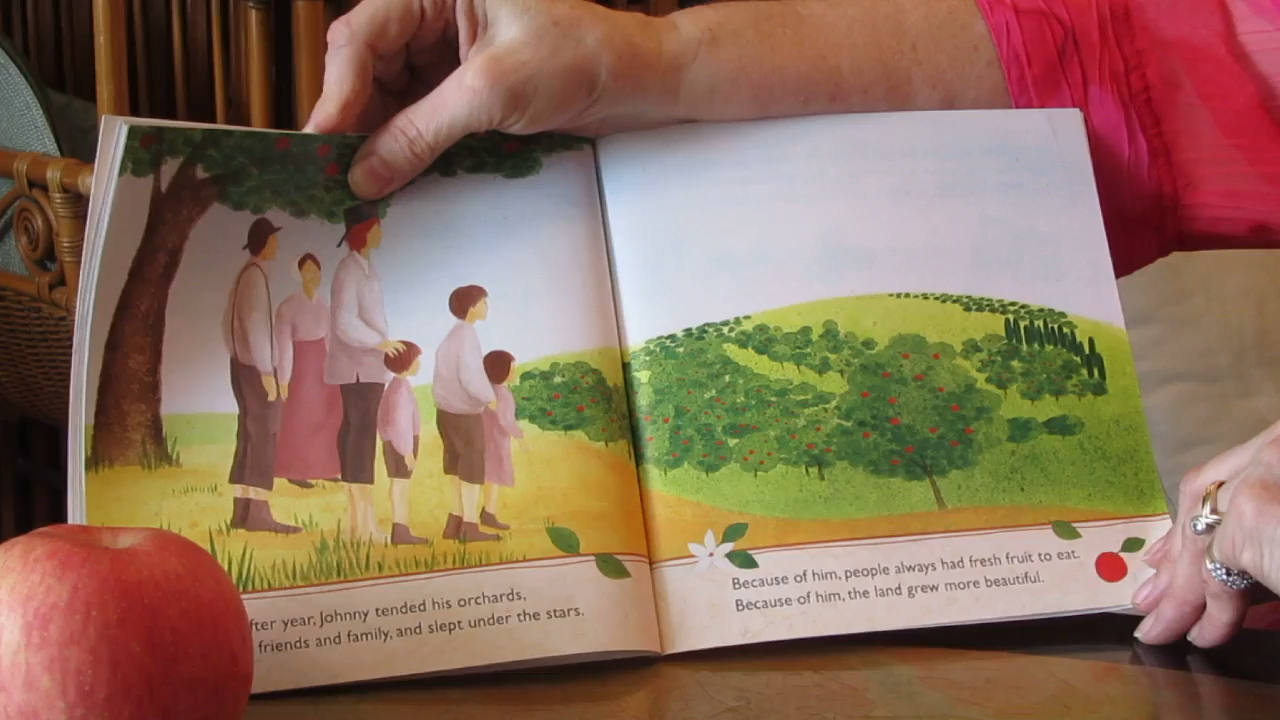 year, Johnny tended his orchards,
friends and family, and slept under the stars.
Because of him, people always had fresh fruit to eat.
Because of him, the land grew more beautiful.